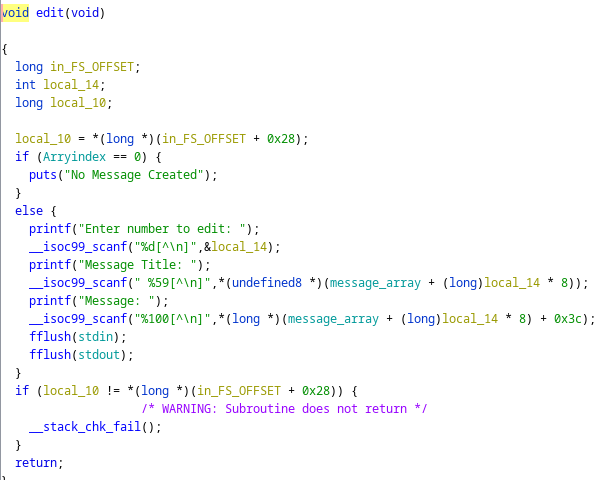 void edit(void)
{
long in_FS_OFFSET;
int local_14;
long local_10;
local_10 = *(long *)(in_FS_OFFSET + 0x28);
if (Arryindex == 0) {
puts("No Message Created");
}
else {
printf("Enter number to edit: ");
__isoc99_scanf("%d[^\n]",&local_14);
printf("Message Title: ");
__isoc99_scanf(" %59[^\n]",*(undefined8 *)(message_array + (long)local_14 * 8));
printf("Message: ");
__isoc99_scanf("%100[^\n]",*(long *)(message_array + (long)local_14 * 8) + 0x3c);
fflush(stdin);
fflush(stdout);
}
if (local_10 != *(long *)(in_FS_OFFSET + 0x28)) {
/* WARNING: Subroutine does not return */
__stack_chk_fail();
}
return;